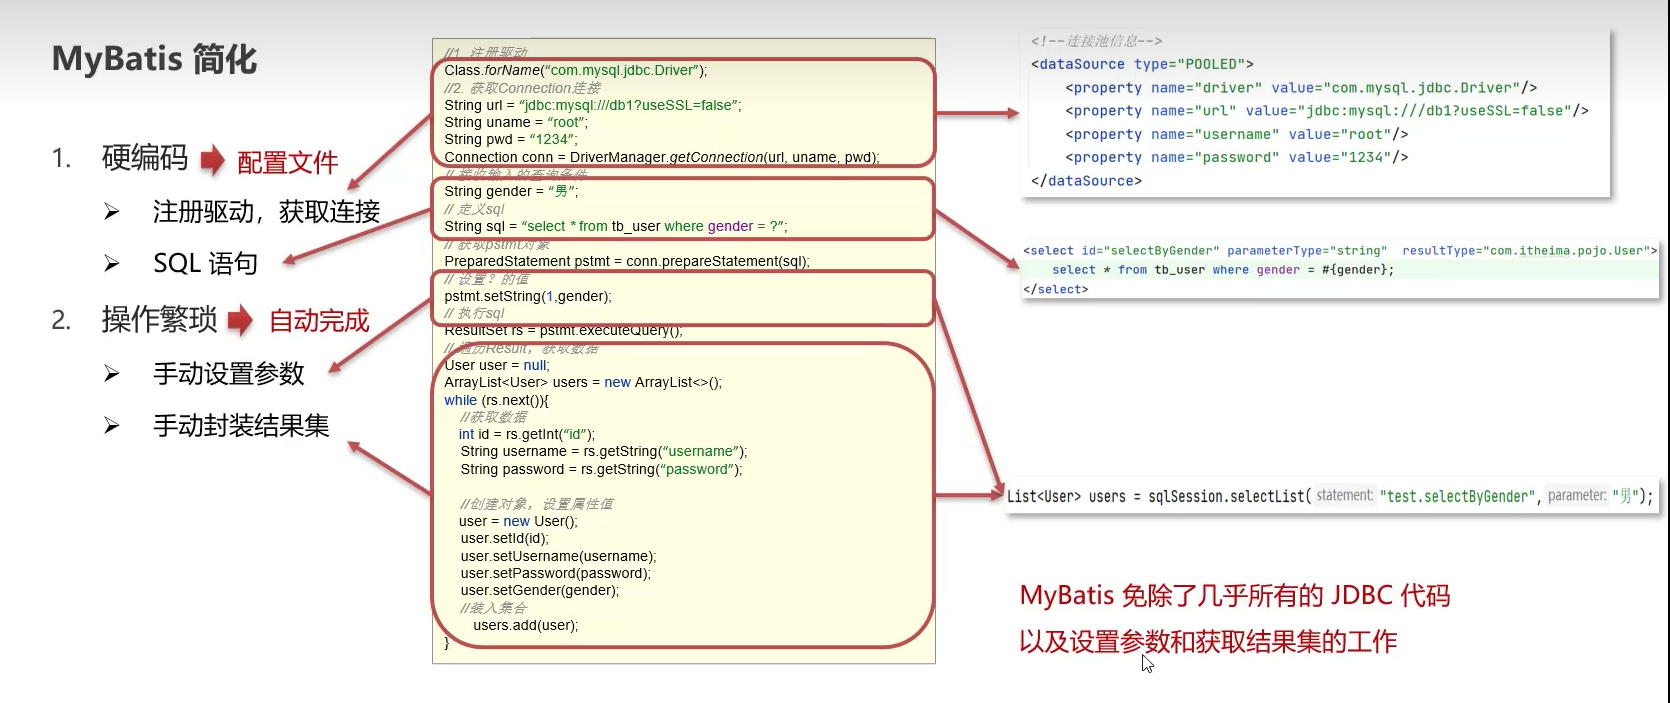 MyBatis 简化
1. 硬编码 配置文件
➢ 注册驱动，获取连接
➢ SQL 语句
2. 操作繁琐 自动完成
➢ 手动设置参数
➢ 手动封装结果集
//1. 注册驱动
Class.forName(“com.mysql.jdbc.Driver”);
//2. 获取Connection连接
String url = “jdbc:mysql:///db1?useSSL=false”;
String uname = “root”;
String pwd = “1234”;
Connection conn = DriverManager.getConnection(url, uname, pwd);
// 接收输入的查询条件
String gender = “男”;
// 定义sql
String sql = “select * from tb_user where gender = ?”;
// 获取pstmt对象
PreparedStatement pstmt = conn.prepareStatement(sql);
// 设置？的值
pstmt.setString(1,gender);
// 执行sql
ResultSet rs = pstmt.executeQuery();
// 遍历Result，获取数据
User user = null;
ArrayList<User> users = new ArrayList<>();
while (rs.next()){
//获取数据
int id = rs.getInt(“id”);
String username = rs.getString(“username”);
String password = rs.getString(“password”);
//创建对象，设置属性值
user = new User();
user.setId(id);
user.setUsername(username);
user.setPassword(password);
user.setGender(gender);
//装入集合
users.add(user);
}
<!--连接池信息-->
<dataSource type="POOLED">
<property name="driver" value="com.mysql.jdbc.Driver"/>
<property name="url" value="jdbc:mysql:///db1?useSSL=false"/>
<property name="username" value="root"/>
<property name="password" value="1234"/>
</dataSource>
<select id="selectByGender" parameterType="string" resultType="com.itheima.pojo.User">
select * from tb_user where gender = #{gender};
</select>
List<User> users = sqlSession.selectList( statement: "test.selectByGender", parameter: "男");
MyBatis 免除了几乎所有的 JDBC 代码
以及设置参数和获取结果集的工作